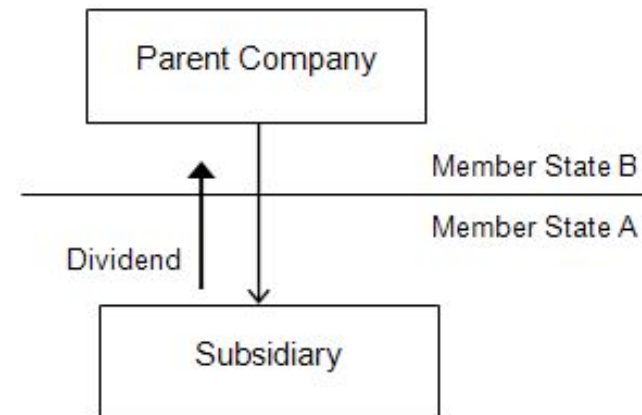 Parent Company
Member State B
Member State A
Dividend
Subsidiary